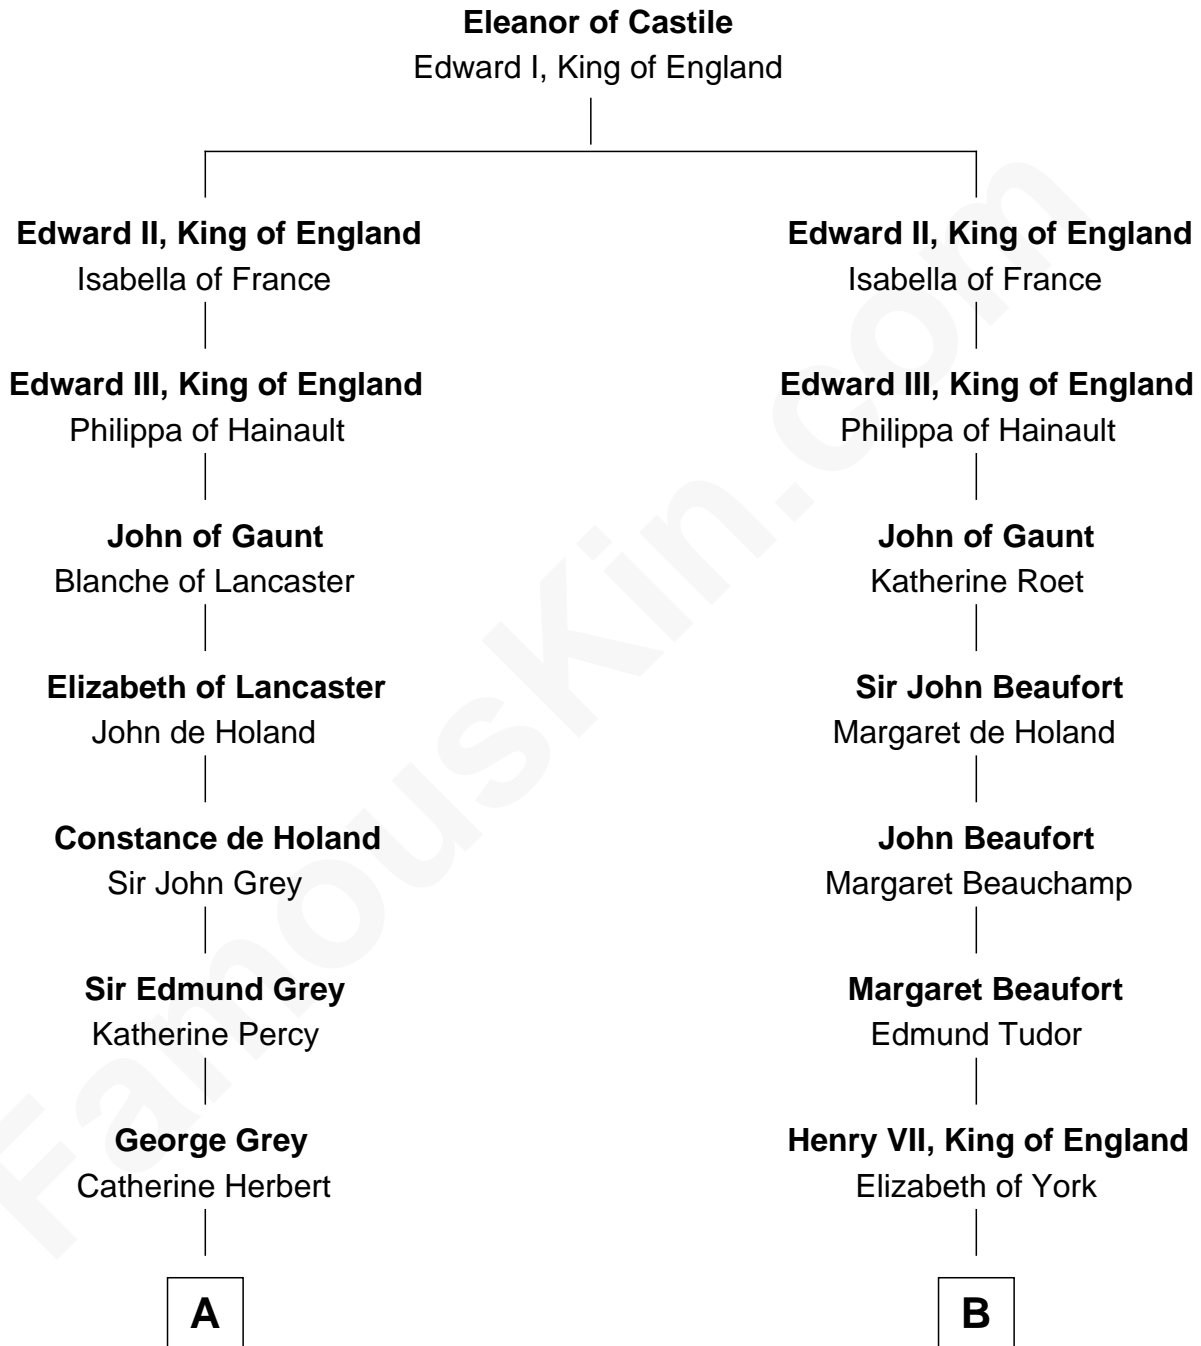 Eleanor of Castile
Edward I, King of England
Edward II, King of England
Isabella of France
Edward III, King of England
Philippa of Hainault
John of Gaunt
Blanche of Lancaster
Elizabeth of Lancaster
John de Holand
Constance de Holand
Sir John Grey
Sir Edmund Grey
Katherine Percy
George Grey
Catherine Herbert
A
Edward II, King of England
Isabella of France
Edward III, King of England
Philippa of Hainault
John of Gaunt
Katherine Roet
Sir John Beaufort
Margaret de Holand
John Beaufort
Margaret Beauchamp
Margaret Beaufort
Edmund Tudor
Henry VII, King of England
Elizabeth of York
B
FamousKin.com